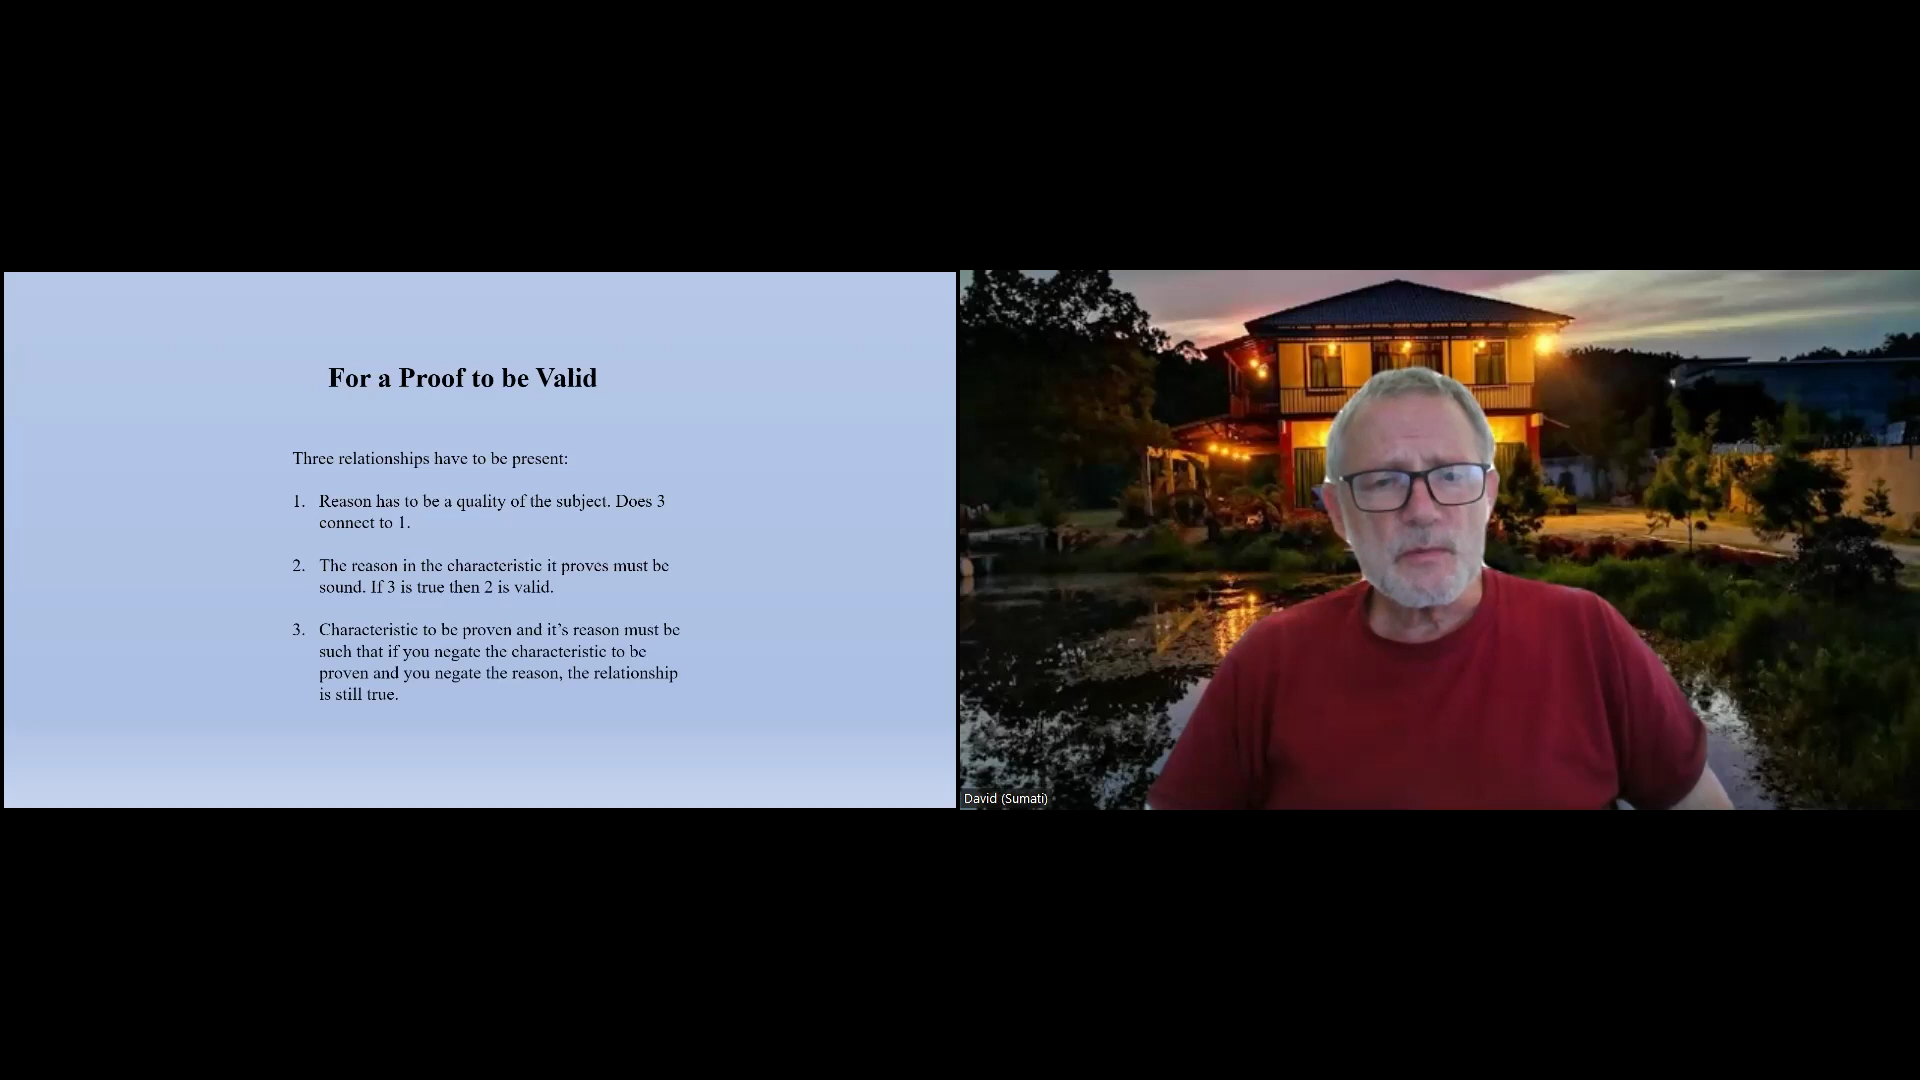 For a Proof to be Valid
Three relationships have to be present:
1. Reason has to be a quality of the subject. Does 3
connect to 1.
2. The reason in the characteristic it proves must be
sound. If 3 is true then 2 is valid.
3. Characteristic to be proven and it’s reason must be
such that if you negate the characteristic to be
proven and you negate the reason, the relationship
is still true.
David (Sumati)